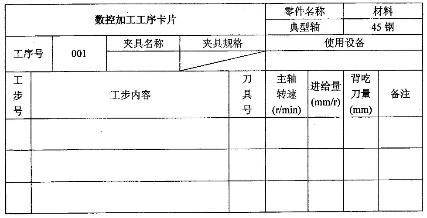 数控加工工序卡片
零件名称
材料
典型轴
45 钢
工序号
001
夹具名称
夹具规格
使用设备
工步号
工步内容
刀具号
主轴
转速
(r/min)
进给量
(mm/r)
背吃
刀量
(mm)
备注